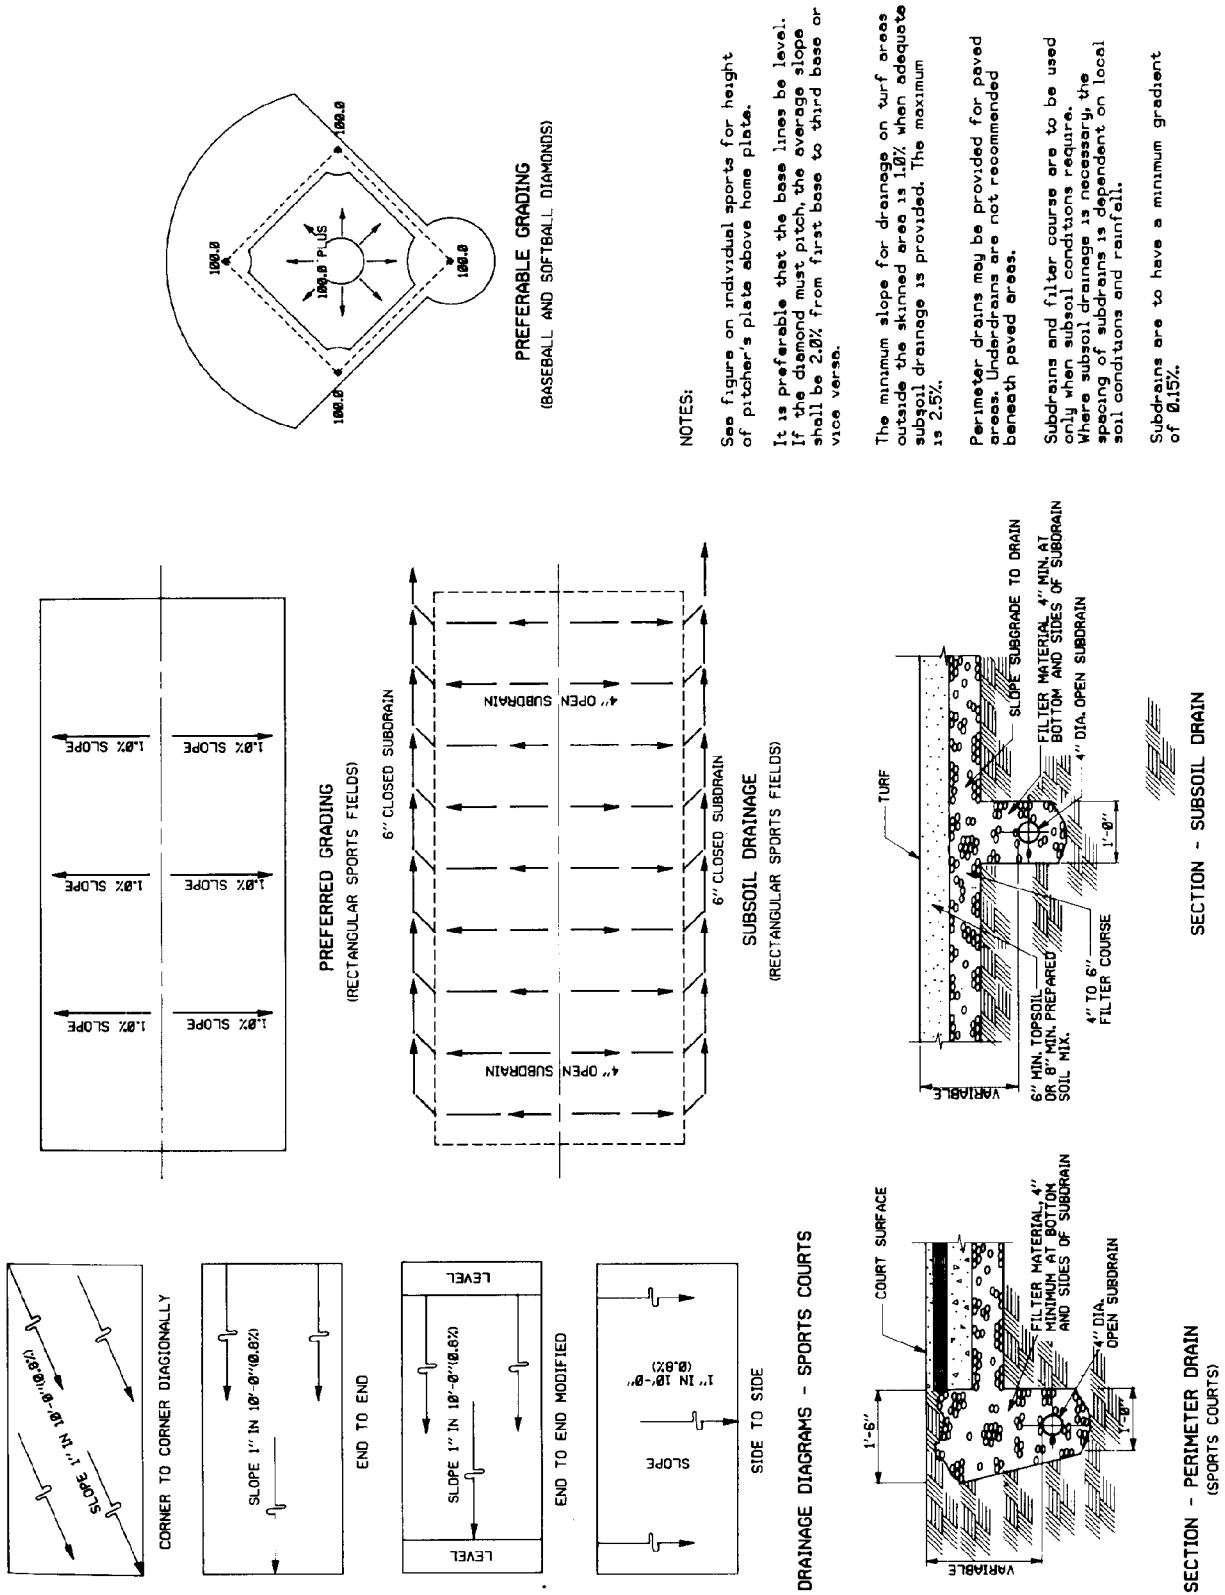 SLOPE 1" IN 10'-0"(0.8%)
CORNER TO CORNER DIAGIONALLY
SLOPE 1" IN 10'-0"(0.8%)
END TO END
LEVEL
SLOPE 1" IN 10'-0"(0.8%)
LEVEL
END TO END MODIFIED
SLOPE
1" IN 10'-0"
(0.8%)
SIDE TO SIDE
DRAINAGE DIAGRAMS - SPORTS COURTS
1.0% SLOPE
1.0% SLOPE
1.0% SLOPE
1.0% SLOPE
1.0% SLOPE
1.0% SLOPE
PREFERRED GRADING
(RECTANGULAR SPORTS FIELDS)
6" CLOSED SUBDRAIN
4" OPEN SUBDRAIN
4" OPEN SUBDRAIN
6" CLOSED SUBDRAIN
SUBSOIL DRAINAGE
(RECTANGULAR SPORTS FIELDS)
100.0
100.0
100.0 PLUS
100.0
100.0
PREFERABLE GRADING
(BASEBALL AND SOFTBALL DIAMONDS)
NOTES:
See figure on individual sports for height
of pitcher's plate above home plate.
It is preferable that the base lines be level.
If the diamond must pitch, the average slope
shall be 2.0% from first base to third base or
vice versa.
The minimum slope for drainage on turf areas
outside the skinned area is 1.0% when adequate
subsoil drainage is provided. The maximum
is 2.5%.
Perimeter drains may be provided for paved
areas. Underdrains are not recommended
beneath paved areas.
Subdrains and filter course are to be used
only when subsoil conditions require.
Where subsoil drainage is necessary, the
spacing of subdrains is dependent on local
soil conditions and rainfall.
Subdrains are to have a minimum gradient
of 0.15%.
1'-6"
COURT SURFACE
VARIABLE
FILTER MATERIAL, 4"
MINIMUM AT BOTTOM
AND SIDES OF SUBDRAIN
4" DIA.
OPEN SUBDRAIN
1'-0"
SECTION - PERIMETER DRAIN
(SPORTS COURTS)
TURF
VARIABLE
6" MIN. TOPSOIL
OR 8" MIN. PREPARED
SOIL MIX.
4" TO 6"
FILTER COURSE
1'-0"
SLOPE SUBGRADE TO DRAIN
FILTER MATERIAL 4" MIN. AT
BOTTOM AND SIDES OF SUBDRAIN
4" DIA. OPEN SUBDRAIN
SECTION - SUBSOIL DRAIN